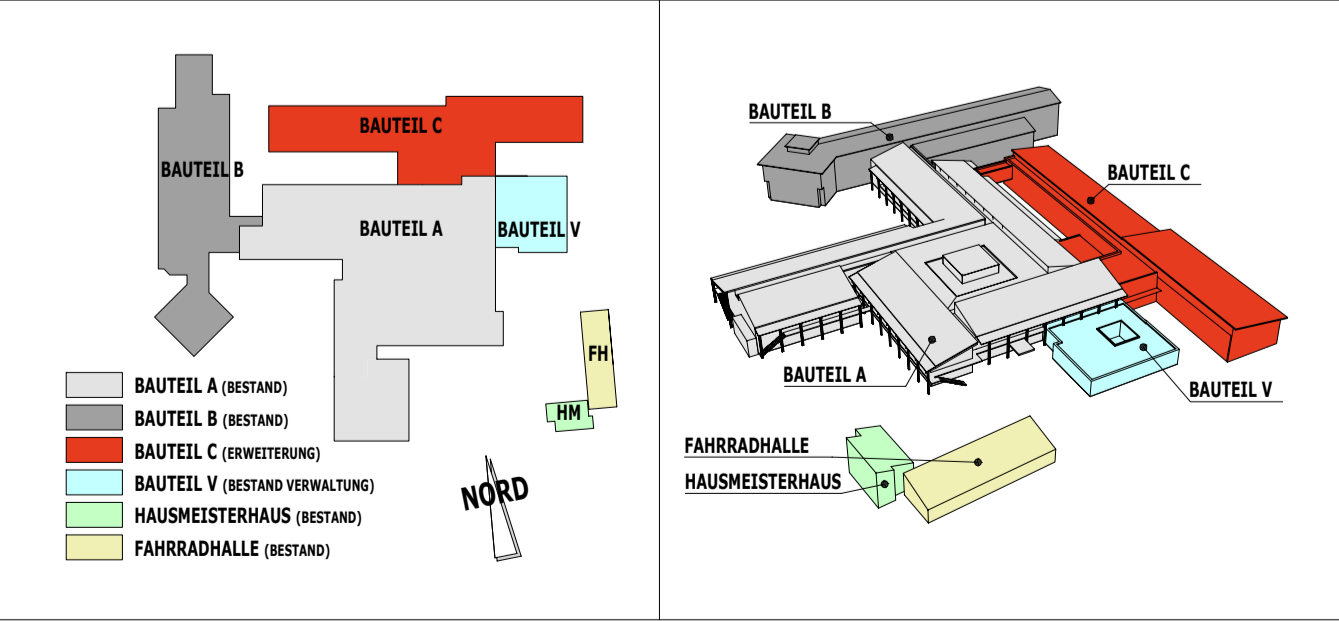 BAUTEIL C
BAUTEIL B
BAUTEIL A
BAUTEIL V
FH
HM
BAUTEIL A (BESTAND)
BAUTEIL B (BESTAND)
BAUTEIL C (ERWEITERUNG)
BAUTEIL V (BESTAND VERWALTUNG)
HAUSMEISTERHAUS (BESTAND)
FAHRRADHALLE (BESTAND)
NORD
BAUTEIL B
BAUTEIL C
BAUTEIL A
BAUTEIL V
FAHRRADHALLE
HAUSMEISTERHAUS